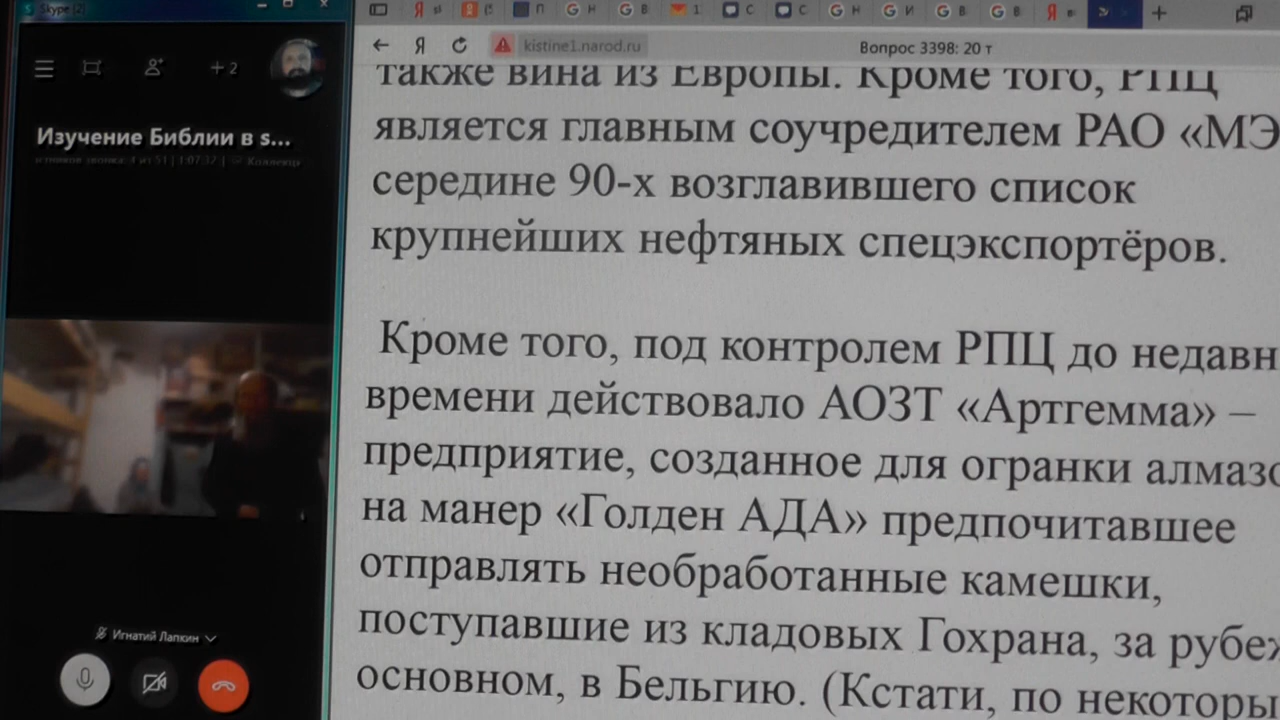 Skype [2]
+2
Изучение Библии в s...
Игнатий Лапкин
kistine1.narod.ru
Вопрос 3398: 20 т
также вина из Европы. Кроме того, РПЦ
является главным соучредителем РАО «МЭ
середине 90-х возглавившего список
крупнейших нефтяных спецэкспортёров.
Кроме того, под контролем РПЦ до недавн
времени действовало АОЗТ «Артгемма» –
предприятие, созданное для огранки алмазо
на манер «Голден АДА» предпочитавшее
отправлять необработанные камешки,
поступавшие из кладовых Гохрана, за рубеж
основном, в Бельгию. (Кстати, по некоторы